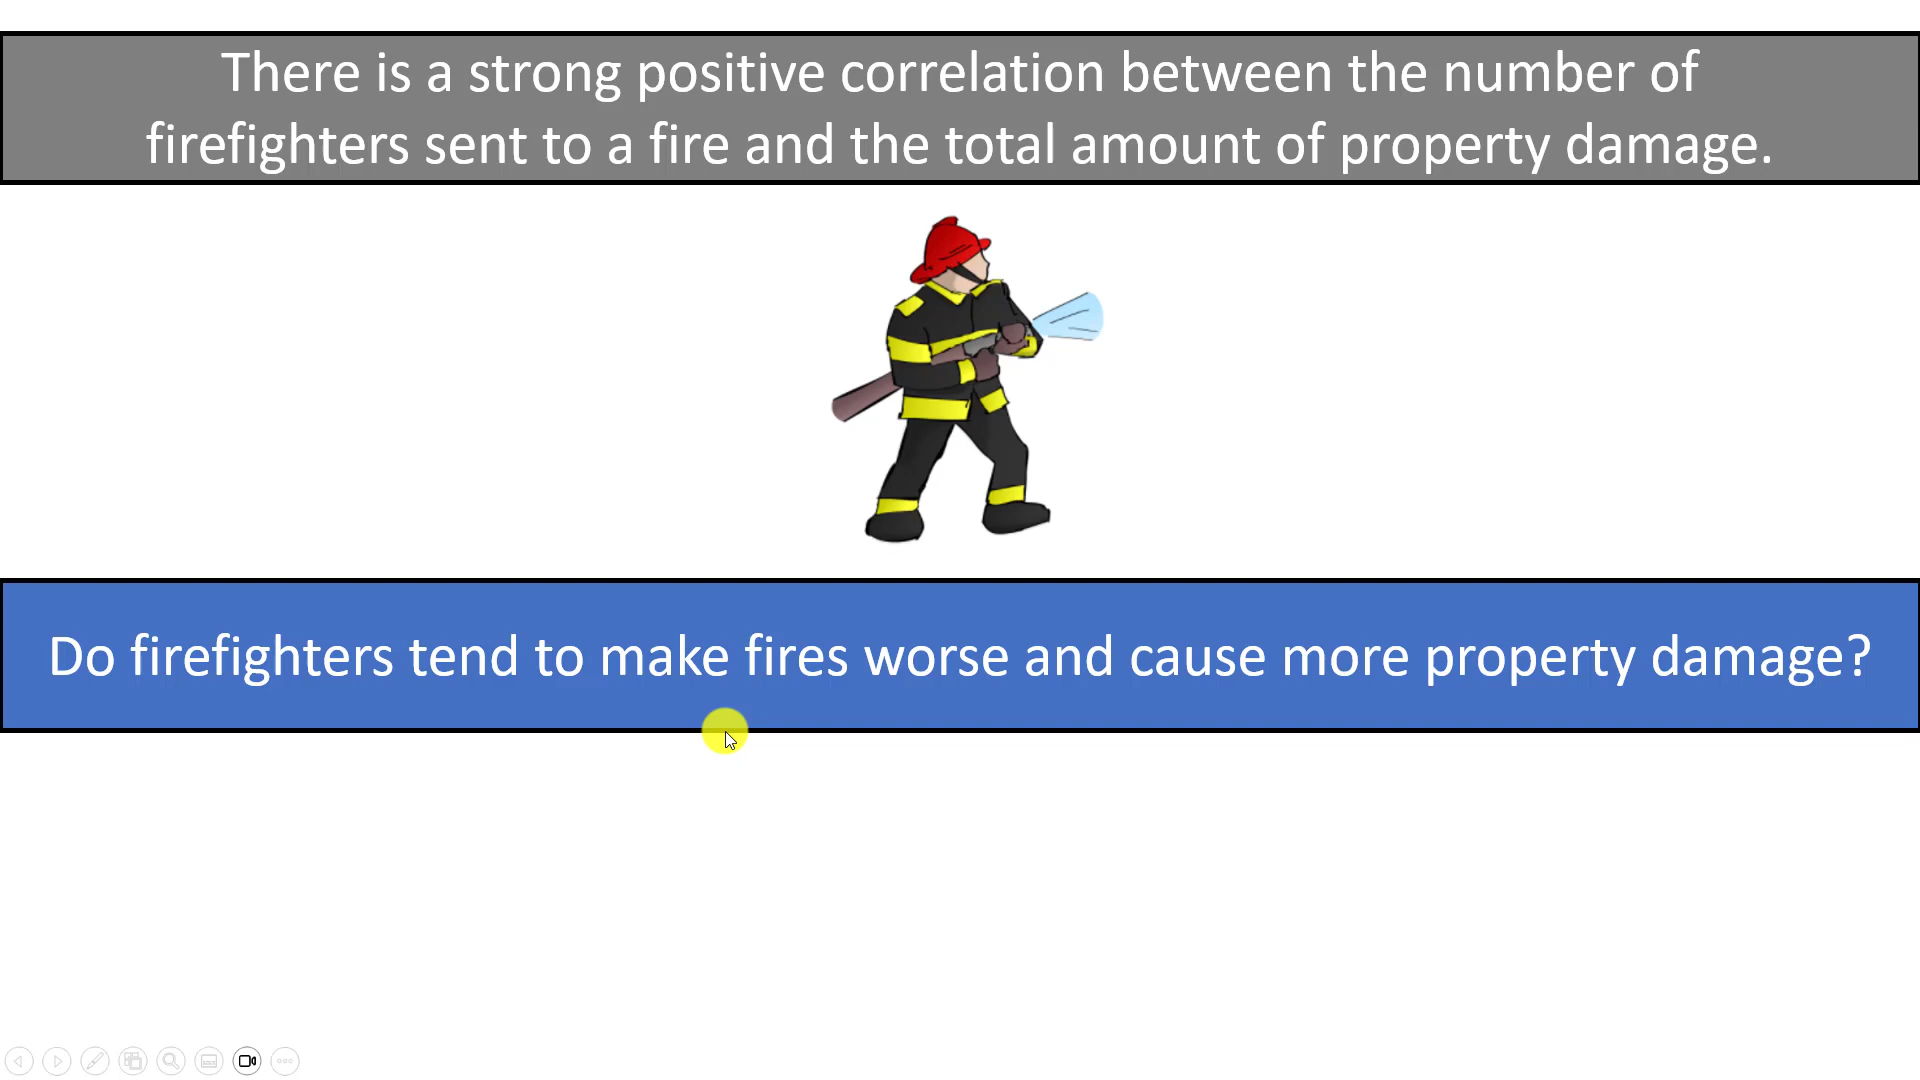 There is a strong positive correlation between the number of
firefighters sent to a fire and the total amount of property damage.
Do firefighters tend to make fires worse and cause more property damage?